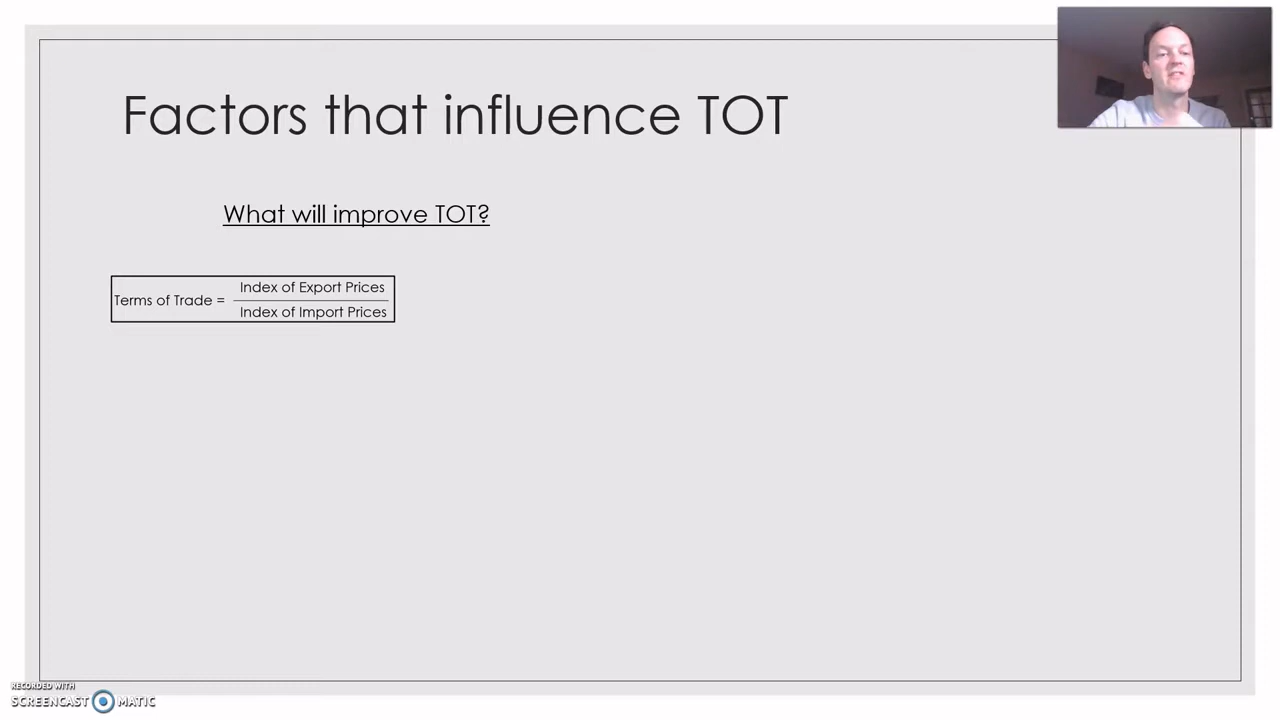 Factors that influence TOT
What will improve TOT?
Terms of Trade = Index of Export Prices
Index of Import Prices
RECORDED WITH
SCREENCAST MATIC